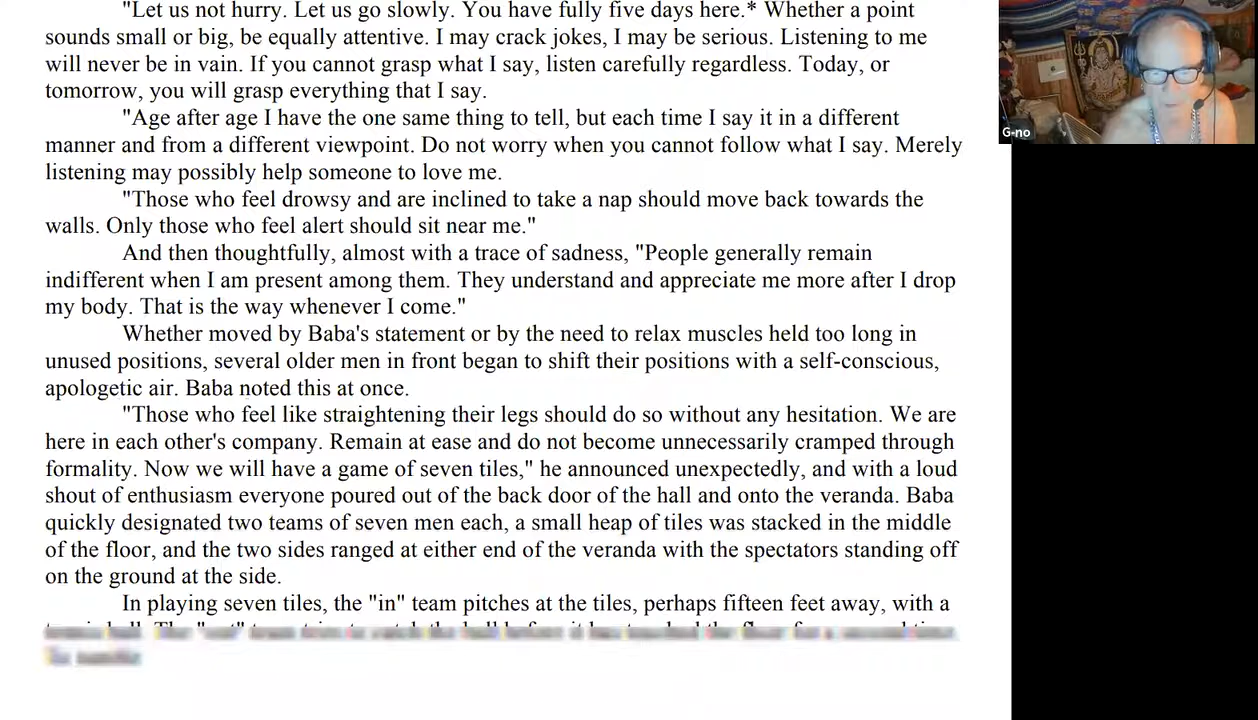 "Let us not hurry. Let us go slowly. You have fully five days here.* Whether a point
sounds small or big, be equally attentive. I may crack jokes, I may be serious. Listening to me
will never be in vain. If you cannot grasp what I say, listen carefully regardless. Today, or
tomorrow, you will grasp everything that I say.
"Age after age I have the one same thing to tell, but each time I say it in a different
manner and from a different viewpoint. Do not worry when you cannot follow what I say. Merely
listening may possibly help someone to love me.
"Those who feel drowsy and are inclined to take a nap should move back towards the
walls. Only those who feel alert should sit near me."
And then thoughtfully, almost with a trace of sadness, "People generally remain
indifferent when I am present among them. They understand and appreciate me more after I drop
my body. That is the way whenever I come."
Whether moved by Baba's statement or by the need to relax muscles held too long in
unused positions, several older men in front began to shift their positions with a self-conscious,
apologetic air. Baba noted this at once.
"Those who feel like straightening their legs should do so without any hesitation. We are
here in each other's company. Remain at ease and do not become unnecessarily cramped through
formality. Now we will have a game of seven tiles," he announced unexpectedly, and with a loud
shout of enthusiasm everyone poured out of the back door of the hall and onto the veranda. Baba
quickly designated two teams of seven men each, a small heap of tiles was stacked in the middle
of the floor, and the two sides ranged at either end of the veranda with the spectators standing off
on the ground at the side.
In playing seven tiles, the "in" team pitches at the tiles, perhaps fifteen feet away, with a
G-no